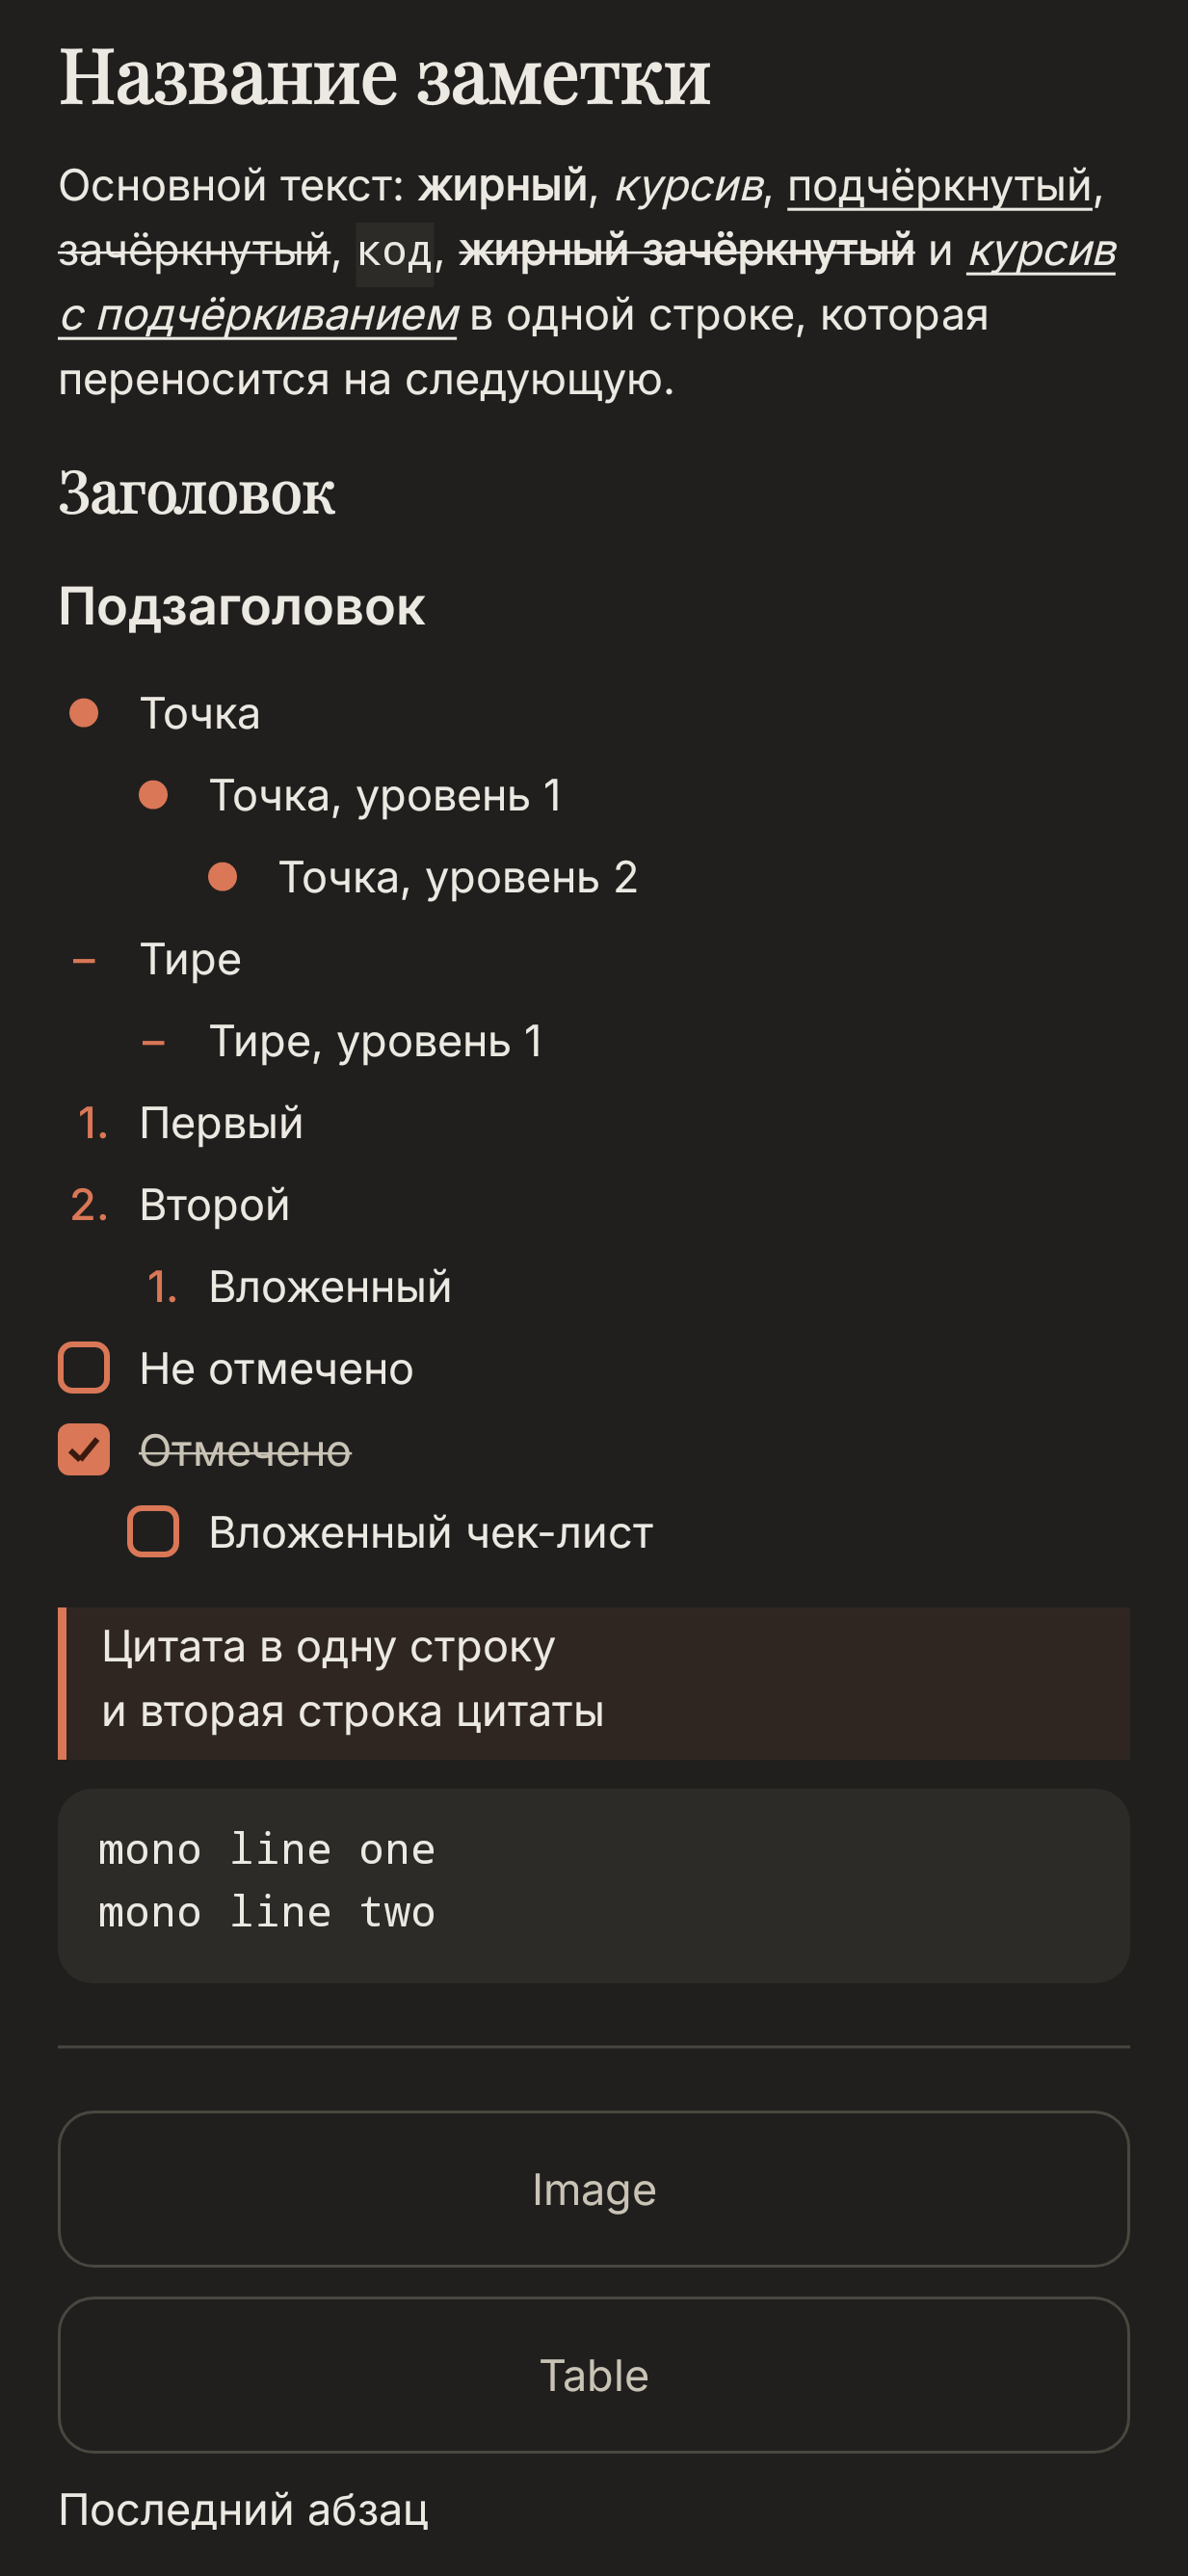 Название заметки
Основной текст: жирный, курсив, подчёркнутый,
зачёркнутый, код, жирный зачёркнутый и курсив
с подчёркиванием в одной строке, которая
переносится на следующую.
Заголовок
Подзаголовок
● Точка
● Точка, уровень 1
● Точка, уровень 2
– Тире
– Тире, уровень 1
1. Первый
2. Второй
1. Вложенный
Не отмечено
Отмечено
Вложенный чек-лист
Цитата в одну строку
и вторая строка цитаты
mono line one
mono line two
Image
Table
Последний абзац